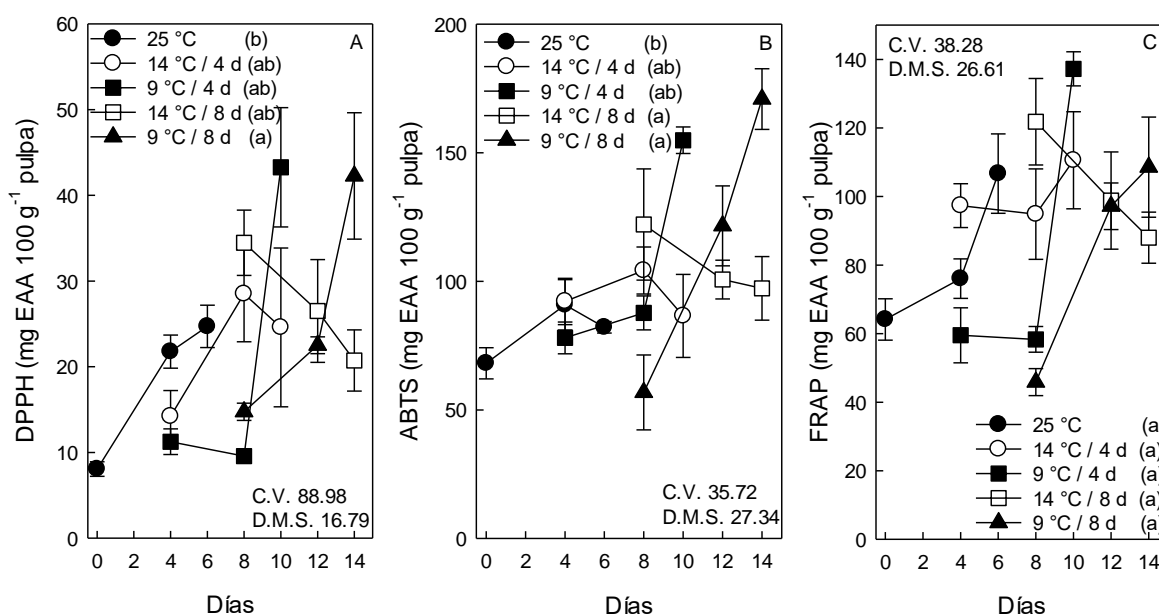 DPPH (mg EAA 100 g⁻¹ pulpa)
60
50
40
30
20
10
0
25 °C (b)
14 °C / 4 d (ab)
9 °C / 4 d (ab)
14 °C / 8 d (ab)
9 °C / 8 d (a)
A
C.V. 88.98
D.M.S. 16.79
0 2 4 6 8 10 12 14
Días
ABTS (mg EAA 100 g⁻¹ pulpa)
200
150
100
50
0
25 °C (b)
14 °C / 4 d (ab)
9 °C / 4 d (ab)
14 °C / 8 d (a)
9 °C / 8 d (a)
B
C.V. 35.72
D.M.S. 27.34
0 2 4 6 8 10 12 14
Días
FRAP (mg EAA 100 g⁻¹ pulpa)
140
120
100
80
60
40
20
0
C.V. 38.28
D.M.S. 26.61
C
25 °C (a
14 °C / 4 d (a)
9 °C / 4 d (a)
14 °C / 8 d (a)
9 °C / 8 d (a)
0 2 4 6 8 10 12 14
Días